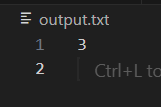 output.txt
1 3
2 Ctrl+L to